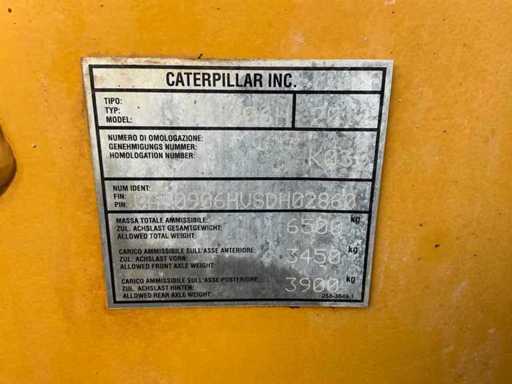 CATERPILLAR INC.
TIPO:
TYP:
MODEL:
NUMERO DI OMOLOGAZIONE:
GENEHMIGUNGS NUMMER:
HOMOLOGATION NUMBER:
NUM IDENT:
FIN:
PIN:
MASSA TOTALE AMMISSIBILE:
ZUL. ACHSLAST GESAMTGEWICHT:
ALLOWED TOTAL WEIGHT:
6500 kg
CARICO AMMISSIBILE SULL'ASSE ANTERIORE:
ZUL. ACHSLAST VORN:
ALLOWED FRONT AXLE WEIGHT:
3450 kg
CARICO AMMISSIBILE SULL'ASSE POSTERIORE:
ZUL. ACHSLAST HINTEN:
ALLOWED REAR AXLE WEIGHT:
3900 kg